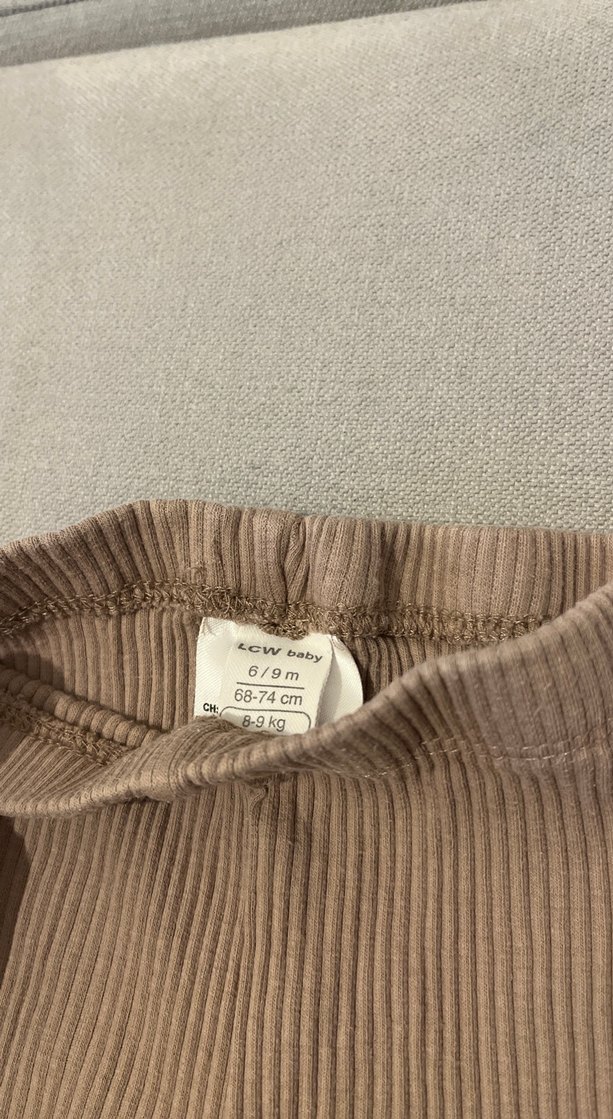 LCW baby
6 / 9 m
68-74 cm
CH: 8-9 kg